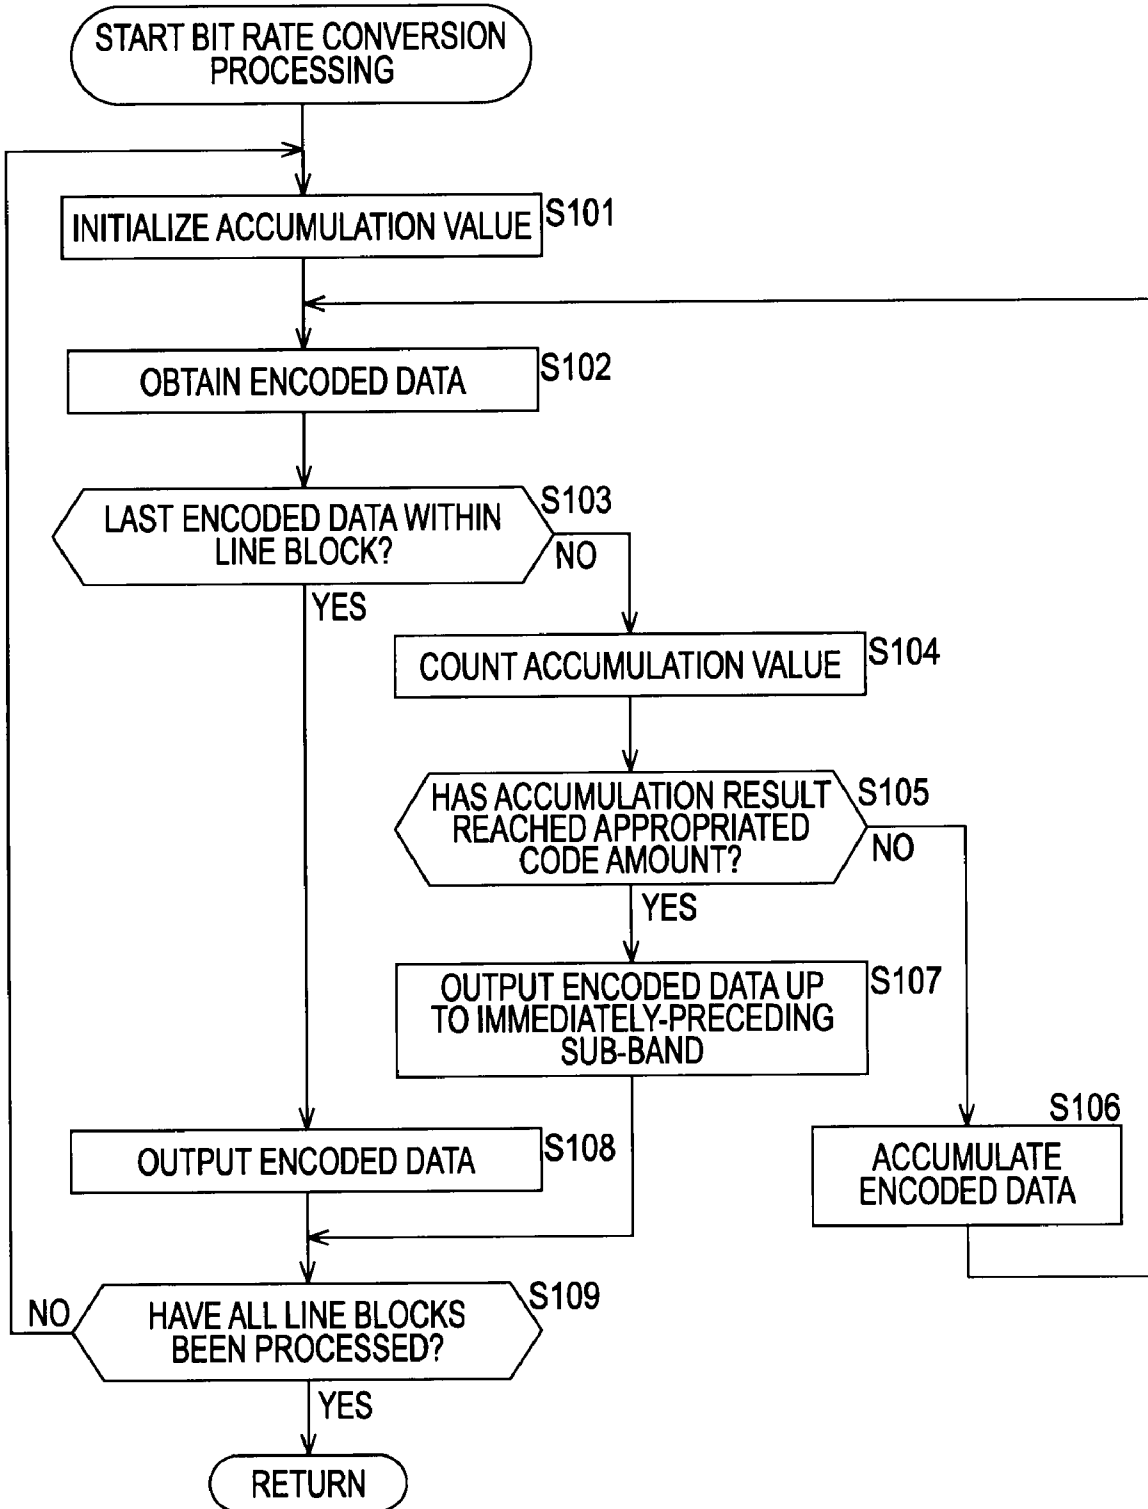 START BIT RATE CONVERSION
PROCESSING
INITIALIZE ACCUMULATION VALUE
S101
OBTAIN ENCODED DATA
S102
LAST ENCODED DATA WITHIN
LINE BLOCK?
S103
NO
YES
COUNT ACCUMULATION VALUE
S104
HAS ACCUMULATION RESULT
REACHED APPROPRIATED
CODE AMOUNT?
S105
NO
YES
OUTPUT ENCODED DATA UP
TO IMMEDIATELY-PRECEDING
SUB-BAND
S107
S106
ACCUMULATE
ENCODED DATA
OUTPUT ENCODED DATA
S108
HAVE ALL LINE BLOCKS
BEEN PROCESSED?
S109
NO
YES
RETURN